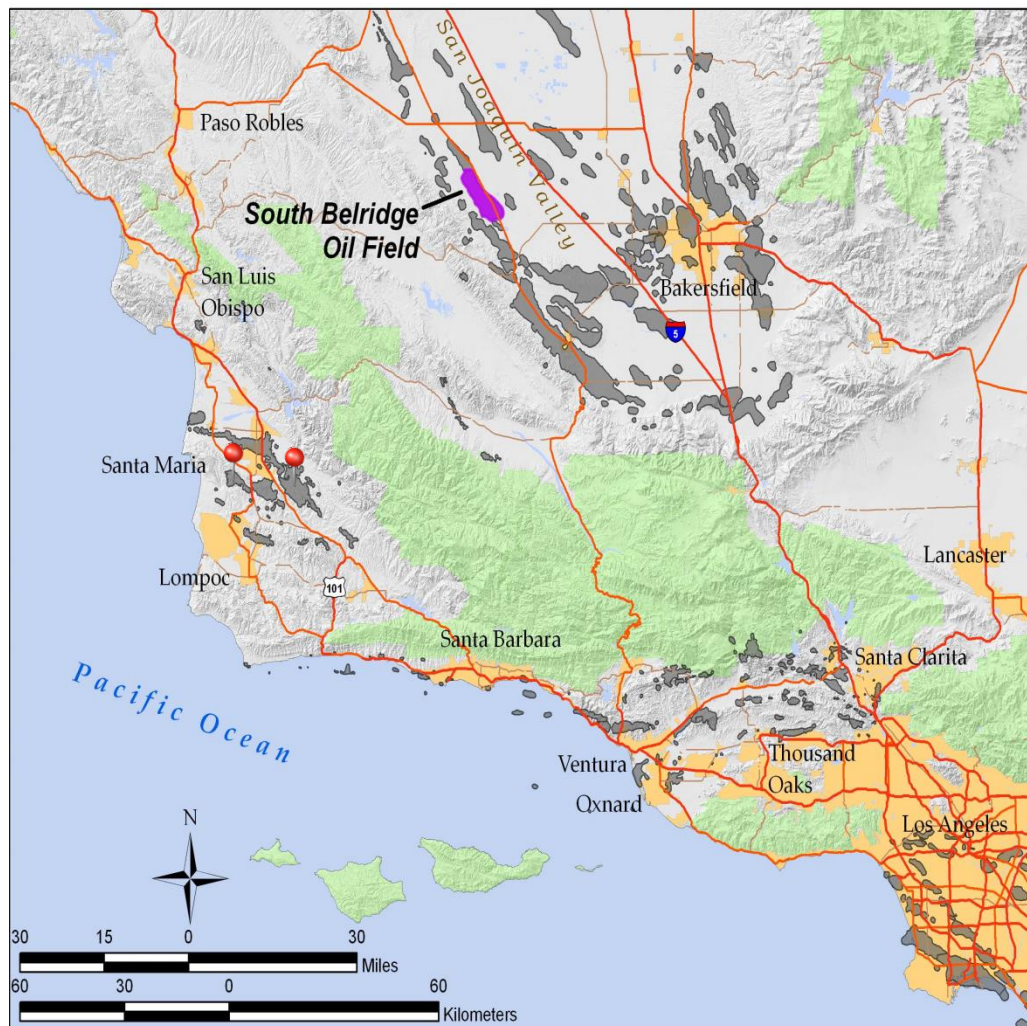 San Joaquin Valley
Paso Robles
South Belridge
Oil Field
San Luis
Obispo
Bakersfield
5
Santa Maria
Lompoc
101
Lancaster
Santa Barbara
Santa Clarita
Pacific Ocean
Ventura
Thousand
Oaks
Oxnard
Los Angeles
N
30 15 0 30
Miles
60 30 0 60
Kilometers